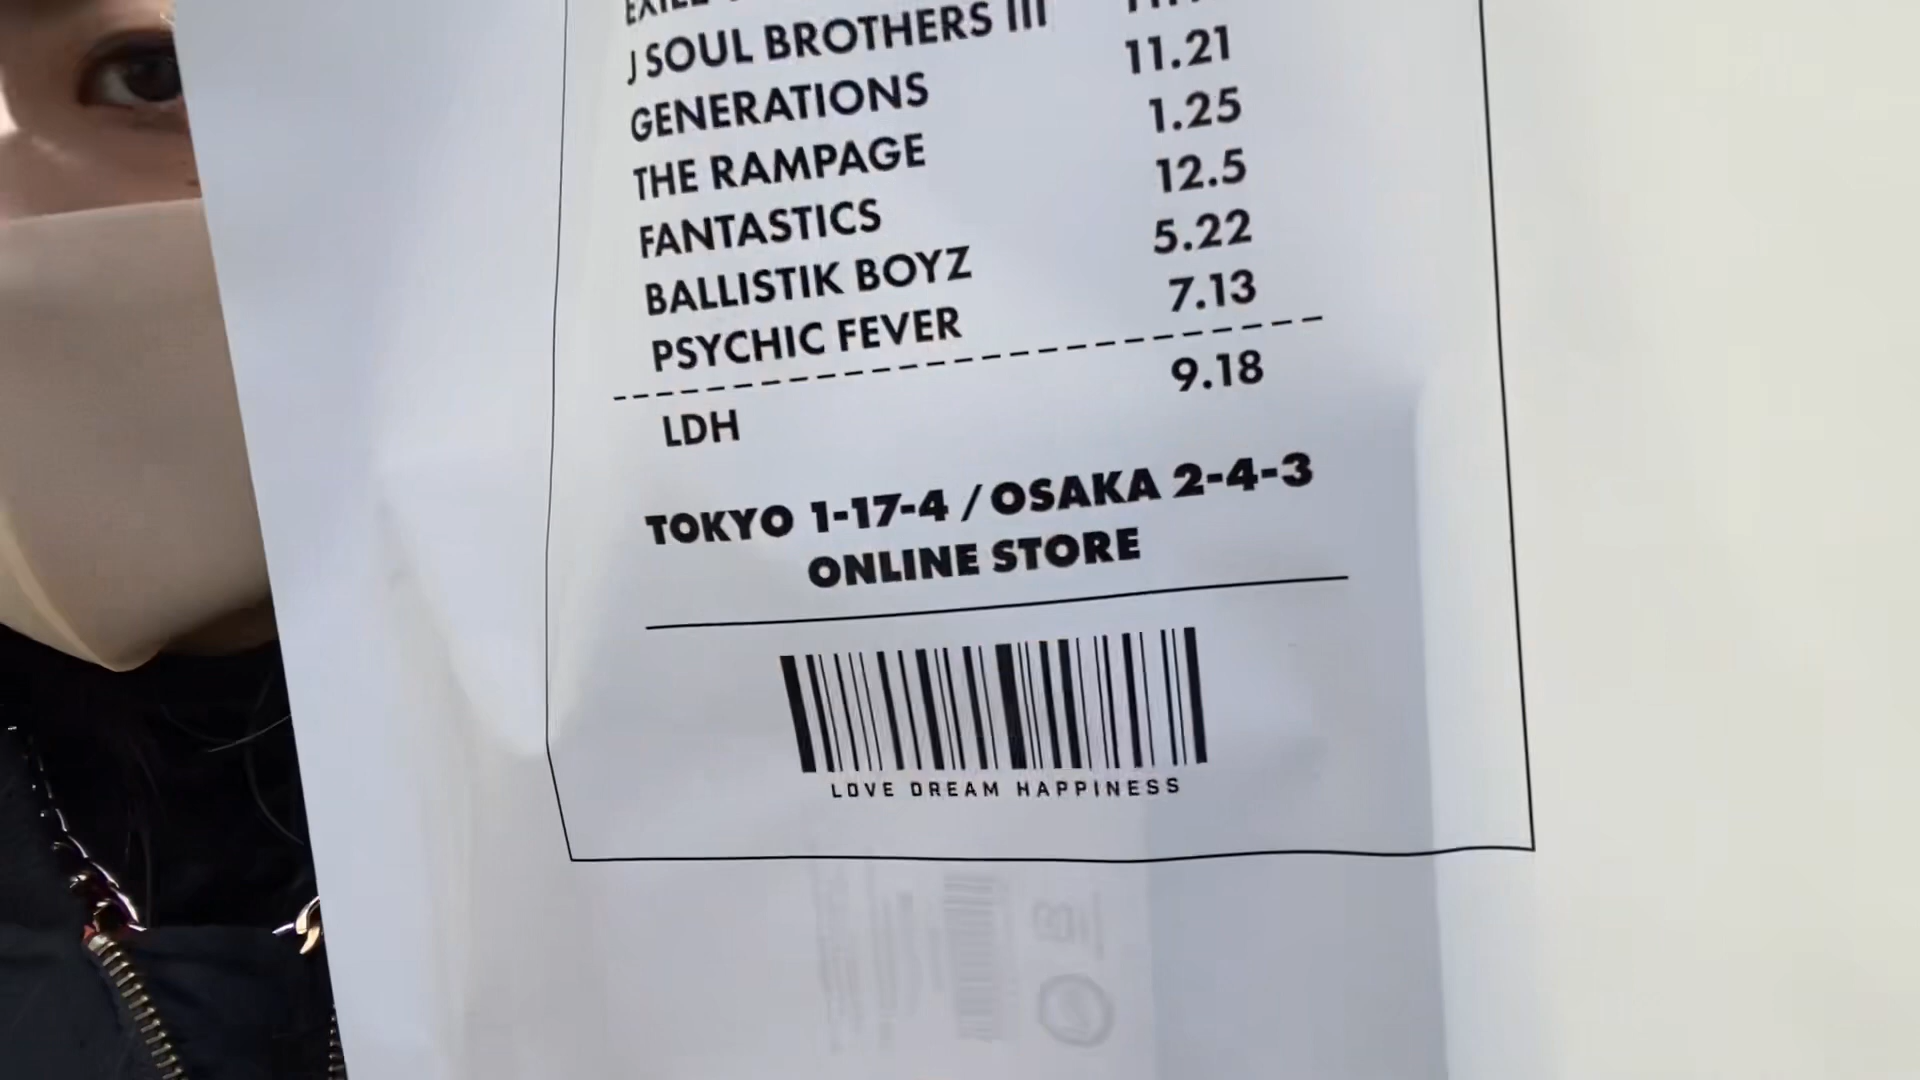 J SOUL BROTHERS III
GENERATIONS 11.21
THE RAMPAGE 1.25
FANTASTICS 12.5
BALLISTIK BOYZ 5.22
PSYCHIC FEVER 7.13
LDH 9.18
TOKYO 1-17-4 / OSAKA 2-4-3
ONLINE STORE
LOVE DREAM HAPPINESS